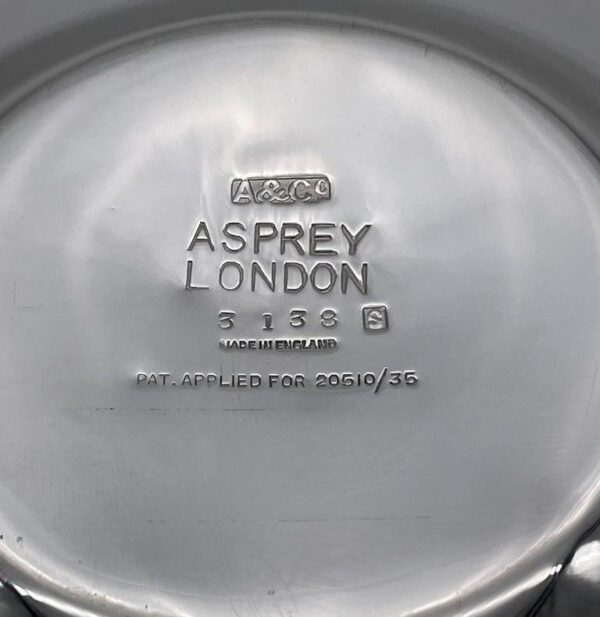 A & Cº
ASPREY
LONDON
3 138 S
MADE IN ENGLAND
PAT. APPLIED FOR 20510/35